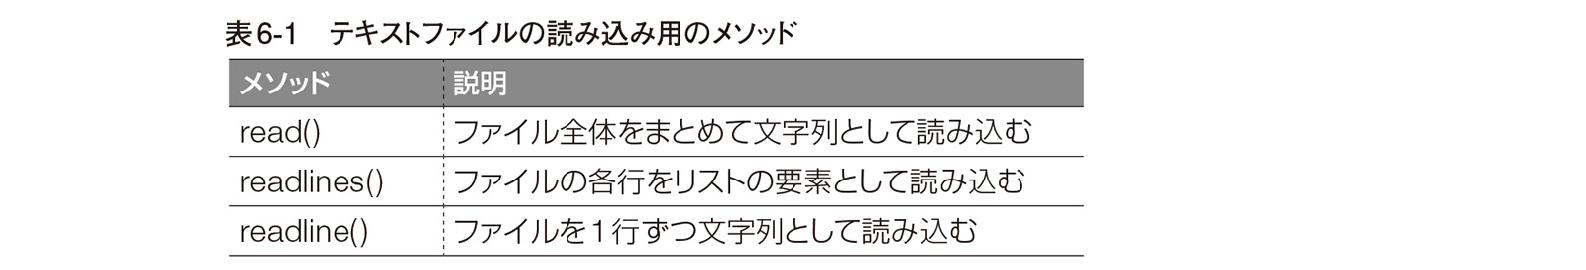 表6-1　テキストファイルの読み込み用のメソッド
メソッド　説明
read()　ファイル全体をまとめて文字列として読み込む
readlines()　ファイルの各行をリストの要素として読み込む
readline()　ファイルを1行ずつ文字列として読み込む